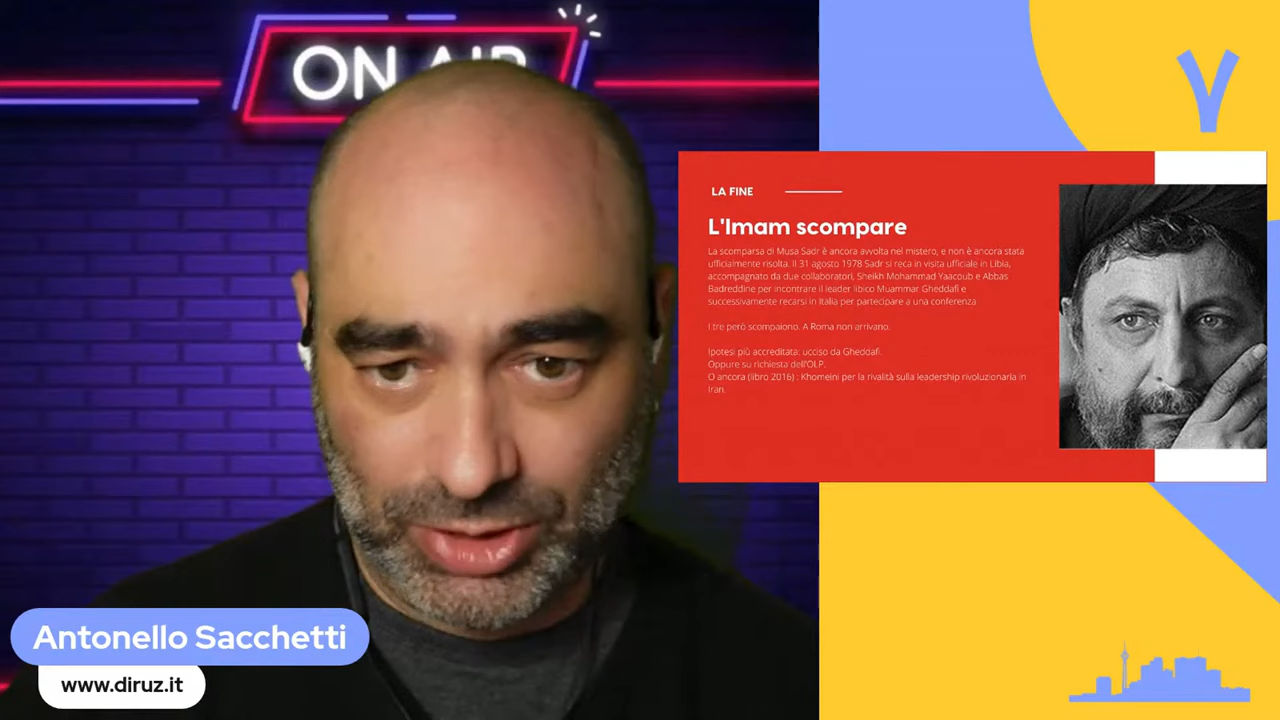 ON AIR
۷
LA FINE
L'Imam scompare
La scomparsa di Musa Sadr è ancora avvolta nel mistero, e non è ancora stata
ufficialmente risolta. Il 31 agosto 1978 Sadr si reca in visita ufficiale in Libia,
accompagnato da due collaboratori, Sheikh Mohammad Yaacoub e Abbas
Badreddine per incontrare il leader libico Muammar Gheddafi e
successivamente recarsi in Italia per partecipare a una conferenza
I tre però scompaiono. A Roma non arrivano.
Ipotesi più accreditata: ucciso da Gheddafi.
Oppure su richiesta dell'OLP.
O ancora (libro 2016) : Khomeini per la rivalità sulla leadership rivoluzionaria in
Iran.
Antonello Sacchetti
www.diruz.it